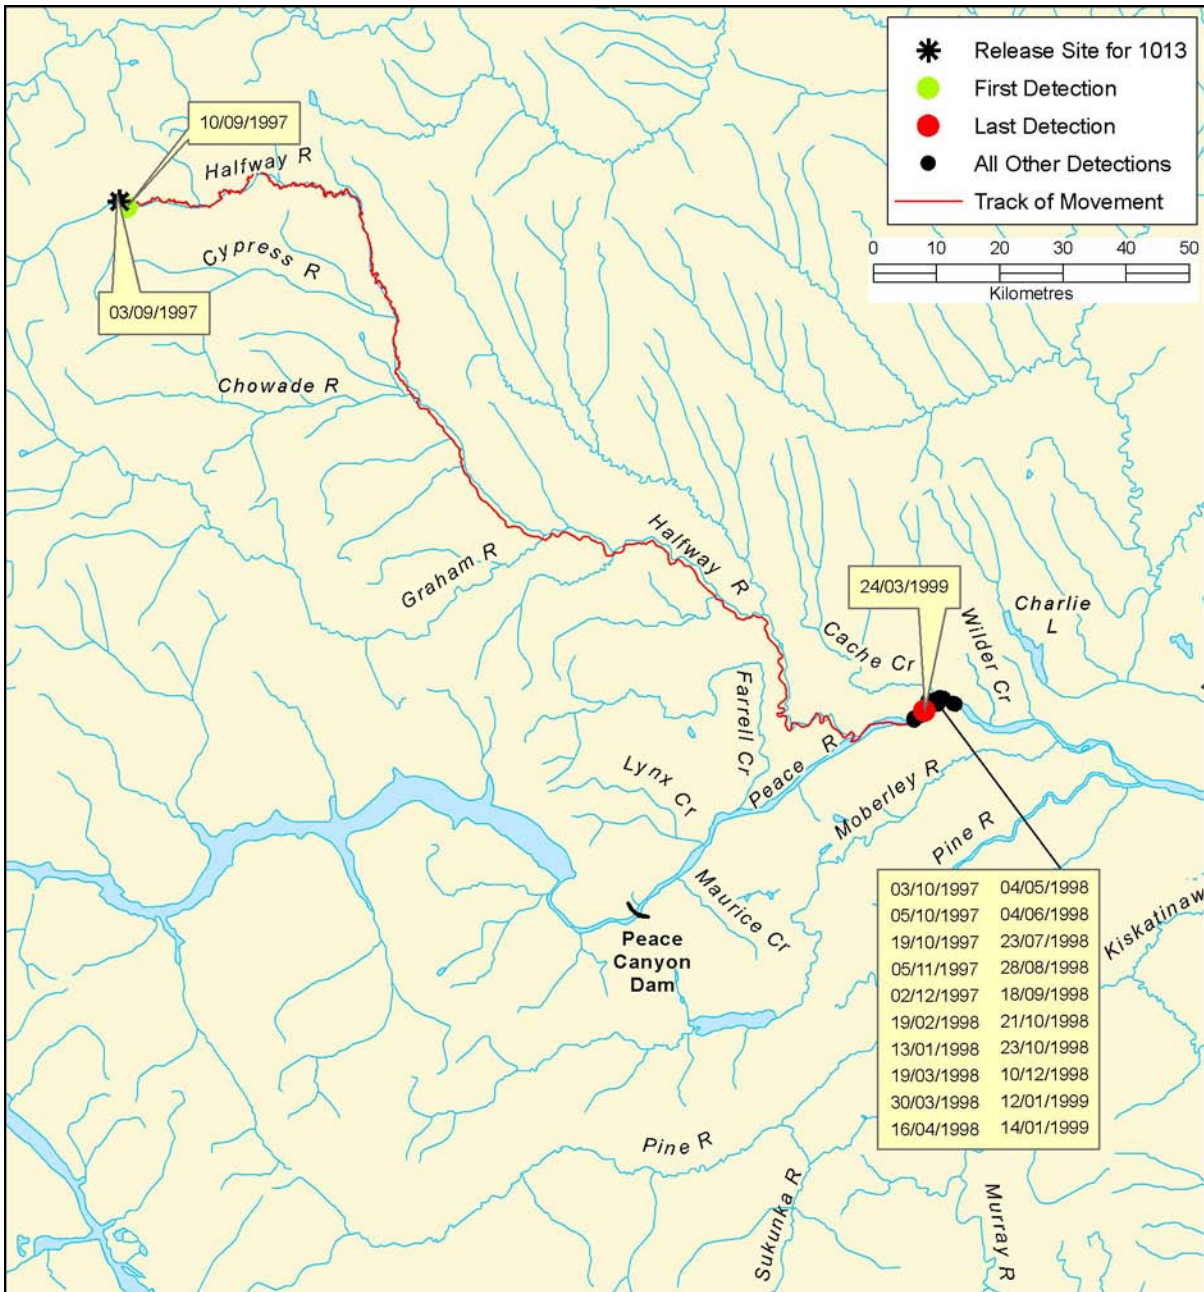 Release Site for 1013
First Detection
Last Detection
All Other Detections
Track of Movement
0 10 20 30 40 50
Kilometres
10/09/1997
Halfway R
03/09/1997
Cypress R
Chowade R
Graham R
Halfway R
24/03/1999
Charlie
L
Wilder Cr
Cache Cr
Farrell Cr
Peace R
Lynx Cr
Moberley R
Pine R
Maurice Cr
Peace
Canyon
Dam
Kiskatinaw
03/10/1997 04/05/1998
05/10/1997 04/06/1998
19/10/1997 23/07/1998
05/11/1997 28/08/1998
02/12/1997 18/09/1998
19/02/1998 21/10/1998
13/01/1998 23/10/1998
19/03/1998 10/12/1998
30/03/1998 12/01/1999
16/04/1998 14/01/1999
Pine R
Sukunka R
Murray R